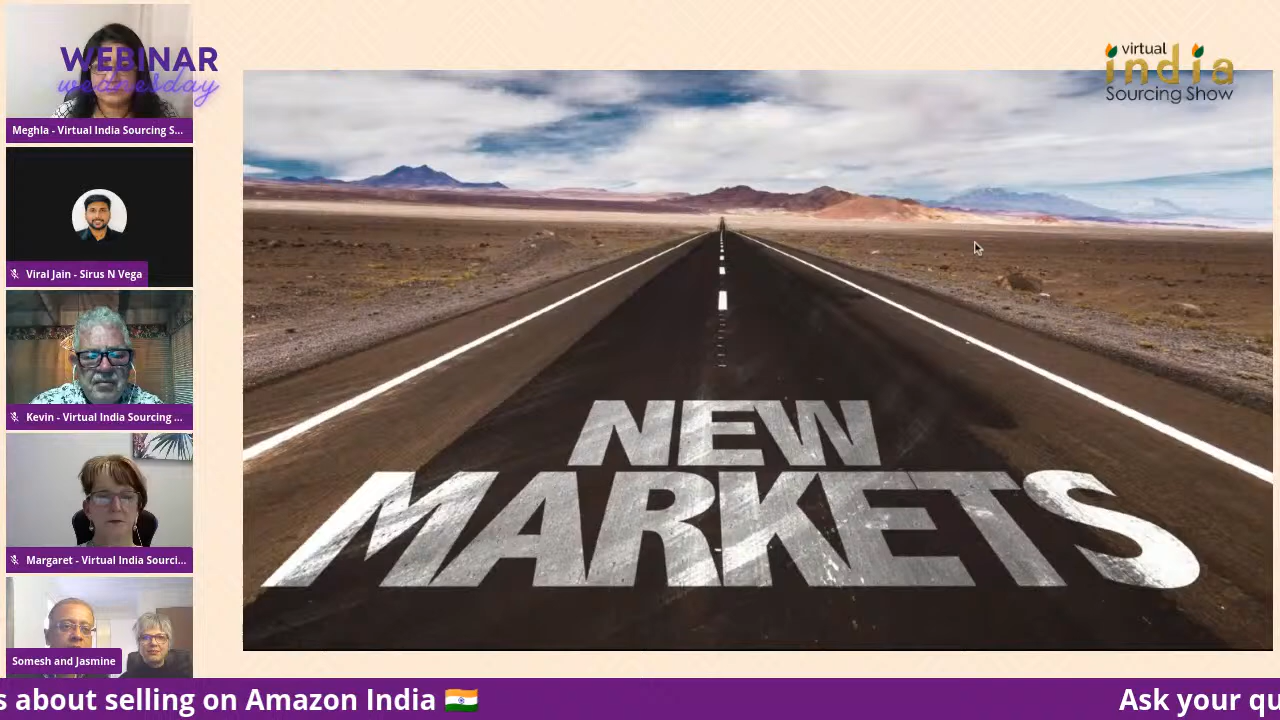 WEBINAR
wednesday
Meghla - Virtual India Sourcing S...
Viral Jain - Sirus N Vega
Kevin - Virtual India Sourcing ...
Margaret - Virtual India Sourci...
Somesh and Jasmine
virtual
india
Sourcing Show
NEW
MARKETS
s about selling on Amazon India 🇮🇳
Ask your qu